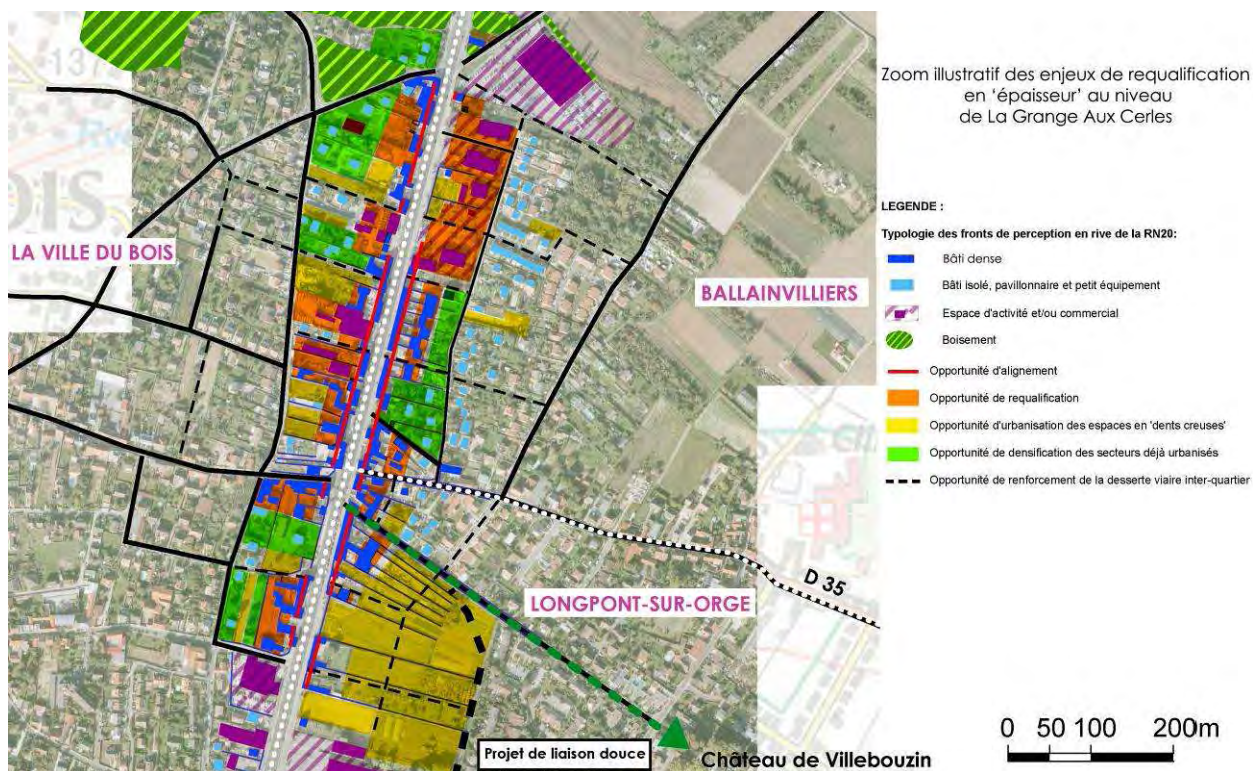 Zoom illustratif des enjeux de requalification
en 'épaisseur' au niveau
de La Grange Aux Cerles
LEGENDE :
Typologie des fronts de perception en rive de la RN20:
Bâti dense
Bâti isolé, pavillonnaire et petit équipement
Espace d'activité et/ou commercial
Boisement
Opportunité d'alignement
Opportunité de requalification
Opportunité d'urbanisation des espaces en 'dents creuses'
Opportunité de densification des secteurs déjà urbanisés
Opportunité de renforcement de la desserte viaire inter-quartier
137
OIS
LA VILLE DU BOIS
BALLAINVILLIERS
LONGPONT-SUR-ORGE
D 35
Projet de liaison douce
Château de Villebouzin
0 50 100 200m